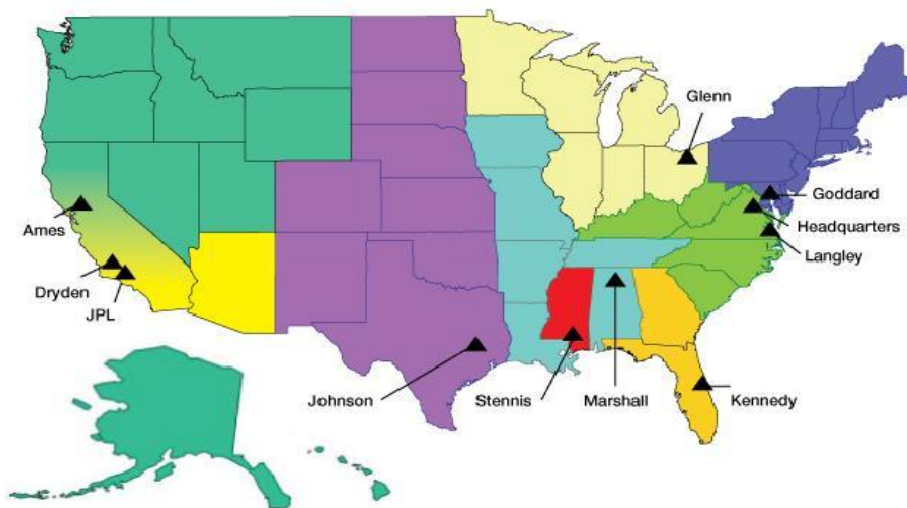 Glenn
Goddard
Headquarters
Langley
Ames
Dryden
JPL
Johnson
Stennis
Marshall
Kennedy